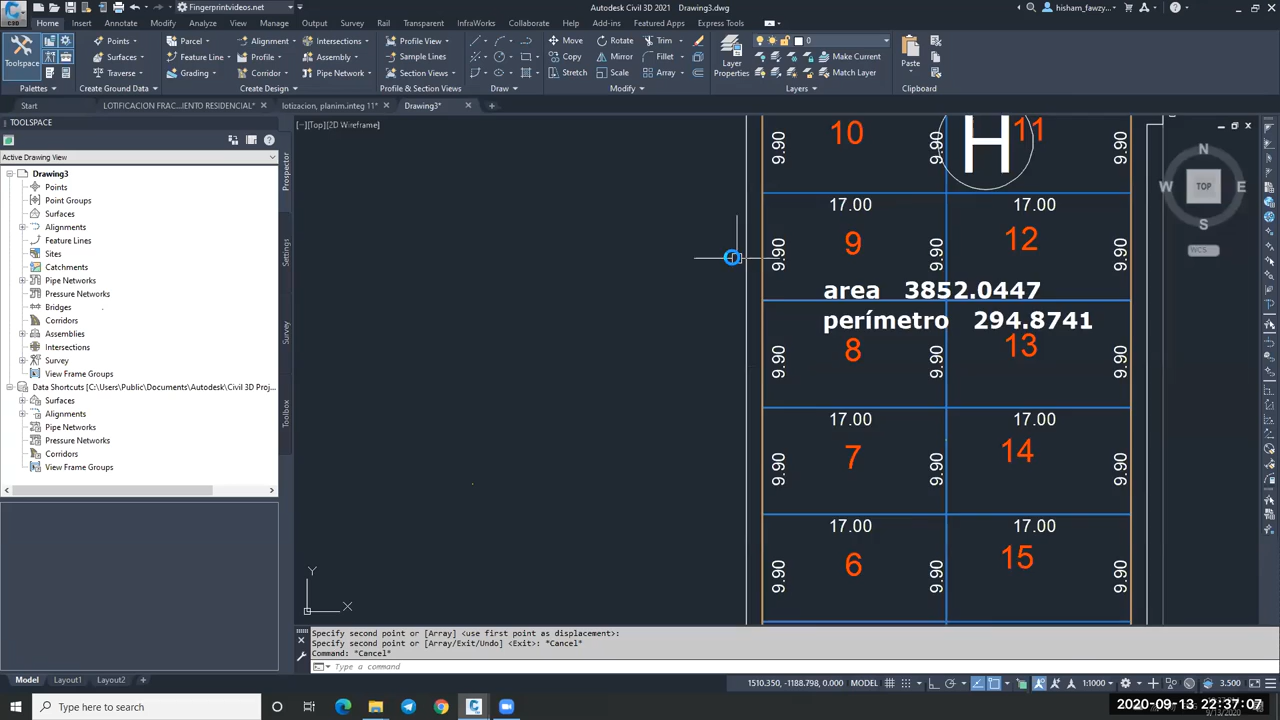 Fingerprintvideos.net
Autodesk Civil 3D 2021   Drawing3.dwg
hisham_fawzy...
C3D
Home Insert Annotate Modify Analyze View Manage Output Survey Rail Transparent InfraWorks Collaborate Help Add-ins Featured Apps Express Tools
Points Parcel Alignment Intersections Profile View Move Rotate Trim 0
Toolspace Surfaces Feature Line Profile Assembly Sample Lines Copy Mirror Fillet Layer Properties Make Current Paste
Traverse Grading Corridor Pipe Network Section Views Stretch Scale Array Match Layer
Palettes Create Ground Data Create Design Profile & Section Views Draw Modify Layers Clipboard
Start LOTIFICACION FRAC...IENTO RESIDENCIAL* lotizacion, planim.integ 11* Drawing3*
TOOLSPACE
[−][Top][2D Wireframe]
Active Drawing View
Drawing3
Points
Point Groups
Surfaces
Alignments
Feature Lines
Sites
Catchments
Pipe Networks
Pressure Networks
Bridges
Corridors
Assemblies
Intersections
Survey
View Frame Groups
Data Shortcuts [C:\Users\Public\Documents\Autodesk\Civil 3D Proj...
Surfaces
Alignments
Pipe Networks
Pressure Networks
Corridors
View Frame Groups
Prospector
Settings
Survey
Toolbox
10 H 11
9.90 9.90 9.90
17.00 17.00
9 12
9.90 9.90 9.90
area 3852.0447
perímetro 294.8741
8 13
9.90 9.90 9.90
17.00 17.00
7 14
9.90 9.90 9.90
17.00 17.00
6 15
9.90 9.90 9.90
N
W TOP E
S
WCS
Y
X
Specify second point or [Array] <use first point as displacement>:
Specify second point or [Array/Exit/Undo] <Exit>: *Cancel*
Command: *Cancel*
Type a command
Model Layout1 Layout2
1510.350, -1188.798, 0.000 MODEL 1:1000 3.500
Type here to search
2020-09-13 22:37:07
9/13/2020